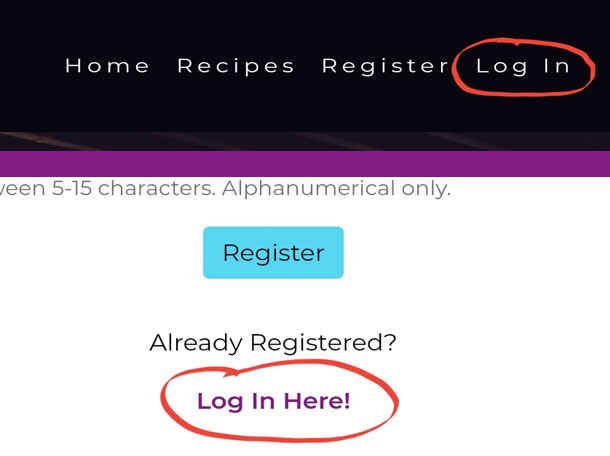 Home Recipes Register Log In
ween 5-15 characters. Alphanumerical only.
Register
Already Registered?
Log In Here!